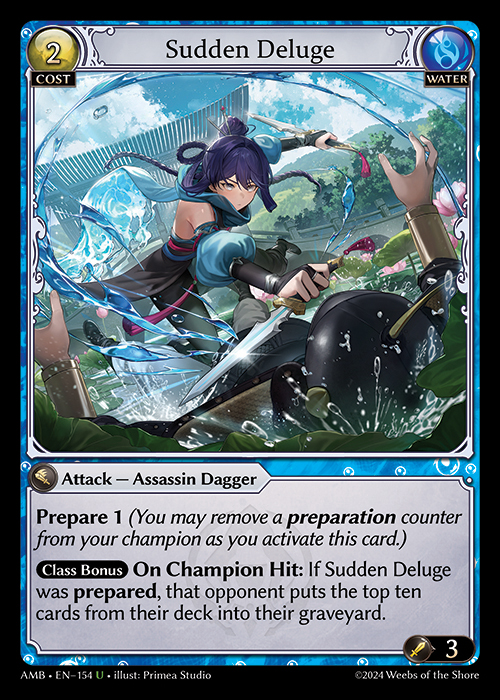 2
Sudden Deluge
COST
WATER
Attack — Assassin Dagger
Prepare 1 (You may remove a preparation counter
from your champion as you activate this card.)
Class Bonus On Champion Hit: If Sudden Deluge
was prepared, that opponent puts the top ten
cards from their deck into their graveyard.
3
AMB • EN–154 U • illust: Primea Studio
©2024 Weebs of the Shore